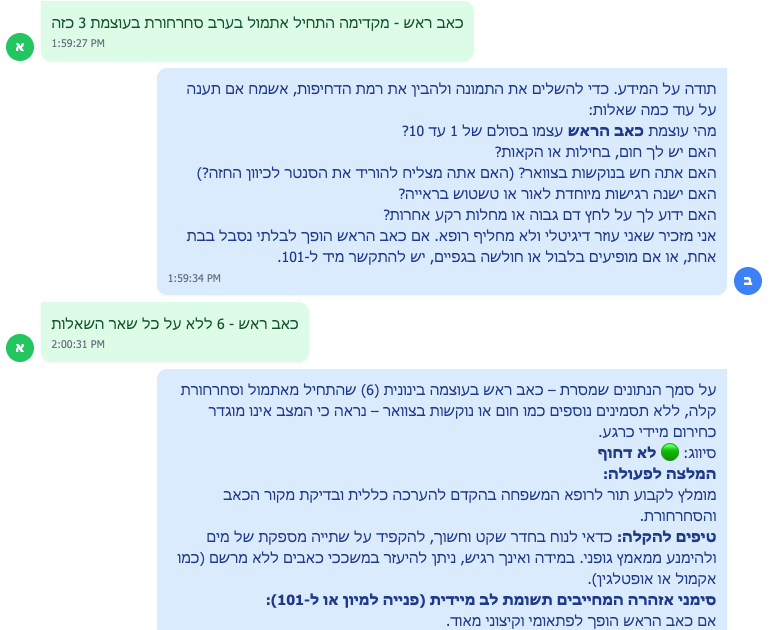 כאב ראש - מקדימה התחיל אתמול בערב סחרחורת בעוצמת 3 כזה
1:59:27 PM
א
תודה על המידע. כדי להשלים את התמונה ולהבין את רמת הדחיפות, אשמח אם תענה
על עוד כמה שאלות:
מהי עוצמת כאב הראש עצמו בסולם של 1 עד 10?
האם יש לך חום, בחילות או הקאות?
האם אתה חש בנוקשות בצוואר? (האם אתה מצליח להוריד את הסנטר לכיוון החזה?)
האם ישנה רגישות מיוחדת לאור או טשטוש בראייה?
האם ידוע לך על לחץ דם גבוה או מחלות רקע אחרות?
אני מזכיר שאני עוזר דיגיטלי ולא מחליף רופא. אם כאב הראש הופך לבלתי נסבל בבת
אחת, או אם מופיעים בלבול או חולשה בגפיים, יש להתקשר מיד ל-101.
1:59:34 PM
ב
כאב ראש - 6 ללא על כל שאר השאלות
2:00:31 PM
א
על סמך הנתונים שמסרת – כאב ראש בעוצמה בינונית (6) שהתחיל מאתמול וסחרחורת
קלה, ללא תסמינים נוספים כמו חום או נוקשות בצוואר – נראה כי המצב אינו מוגדר
כחירום מיידי כרגע.
סיווג: 🟢 לא דחוף
המלצה לפעולה:
מומלץ לקבוע תור לרופא המשפחה בהקדם להערכה כללית ובדיקת מקור הכאב
והסחרחורת.
טיפים להקלה: כדאי לנוח בחדר שקט וחשוך, להקפיד על שתייה מספקת של מים
ולהימנע ממאמץ גופני. במידה ואינך רגיש, ניתן להיעזר במשככי כאבים ללא מרשם (כמו
אקמול או אופטלגין).
סימני אזהרה המחייבים תשומת לב מיידית (פנייה למיון או ל-101):
אם כאב הראש הופך לפתאומי וקיצוני מאוד.